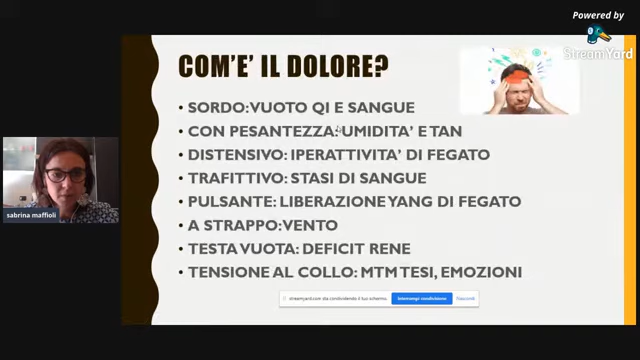 Powered by
StreamYard
COM'E' IL DOLORE?
• SORDO:VUOTO QI E SANGUE
• CON PESANTEZZA: UMIDITA' E TAN
• DISTENSIVO: IPERATTIVITA' DI FEGATO
• TRAFITTIVO: STASI DI SANGUE
• PULSANTE: LIBERAZIONE YANG DI FEGATO
• A STRAPPO:VENTO
• TESTA VUOTA: DEFICIT RENE
• TENSIONE AL COLLO: MTM TESI, EMOZIONI
sabrina maffioli
streamyard.com sta condividendo il tuo schermo.
Interrompi condivisione
Nascondi